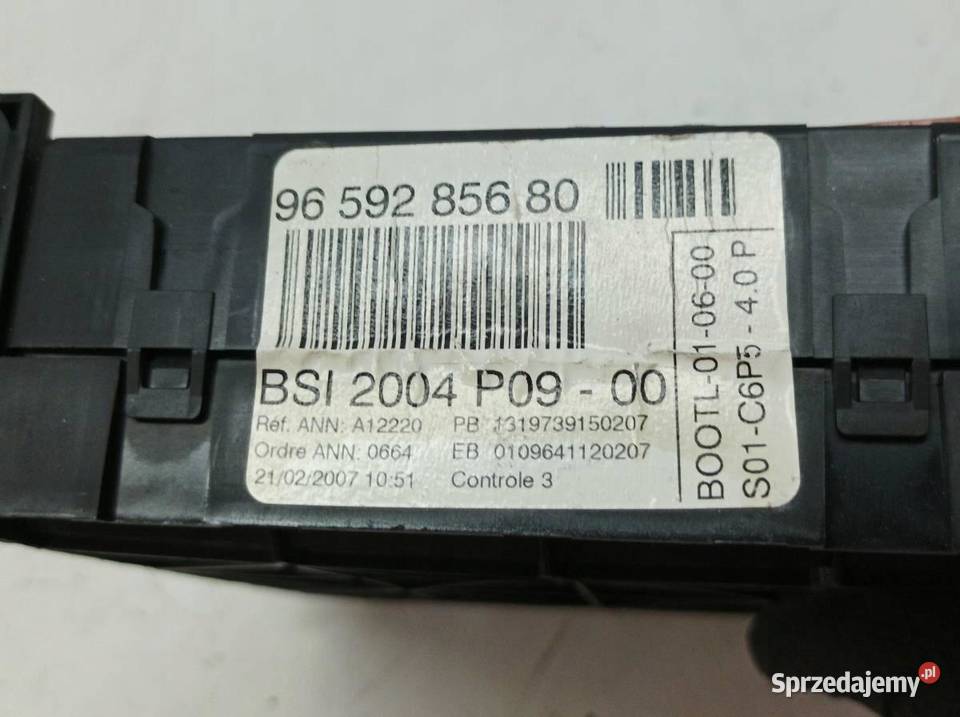 96 592 856 80
BSI 2004 P09 - 00
Réf. ANN: A12220 PB 1319739150207
Ordre ANN: 0664 EB 0109641120207
21/02/2007 10:51 Controle 3
BOOTL-01-06-00
S01-C6P5 - 4.0 P
Sprzedajemy.pl